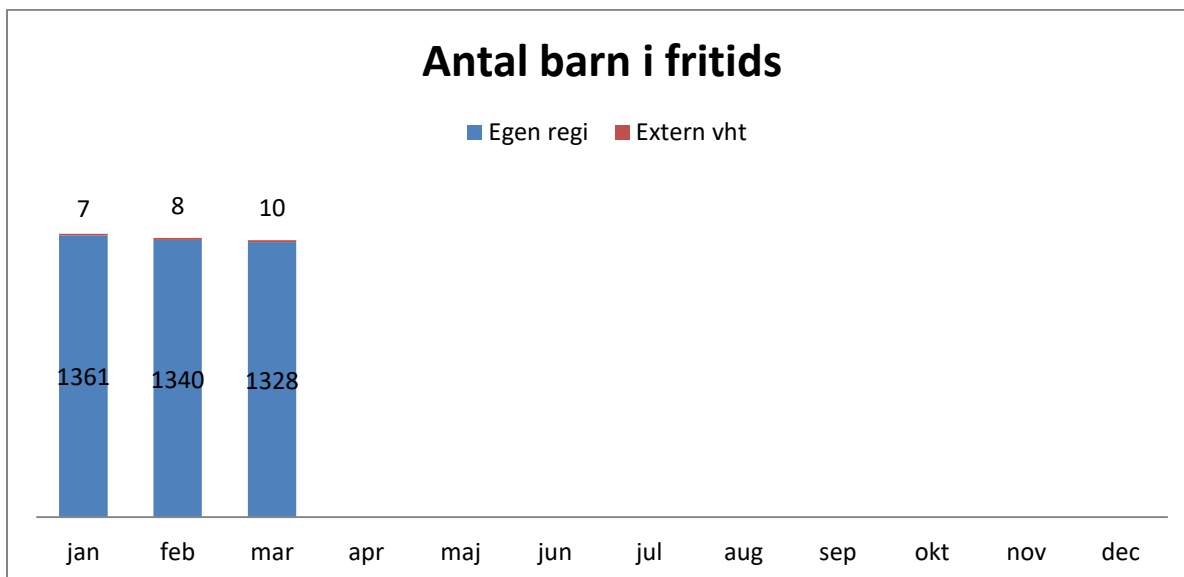 Antal barn i fritids
Egen regi Extern vht
7 8 10
1361 1340 1328
jan feb mar apr maj jun jul aug sep okt nov dec